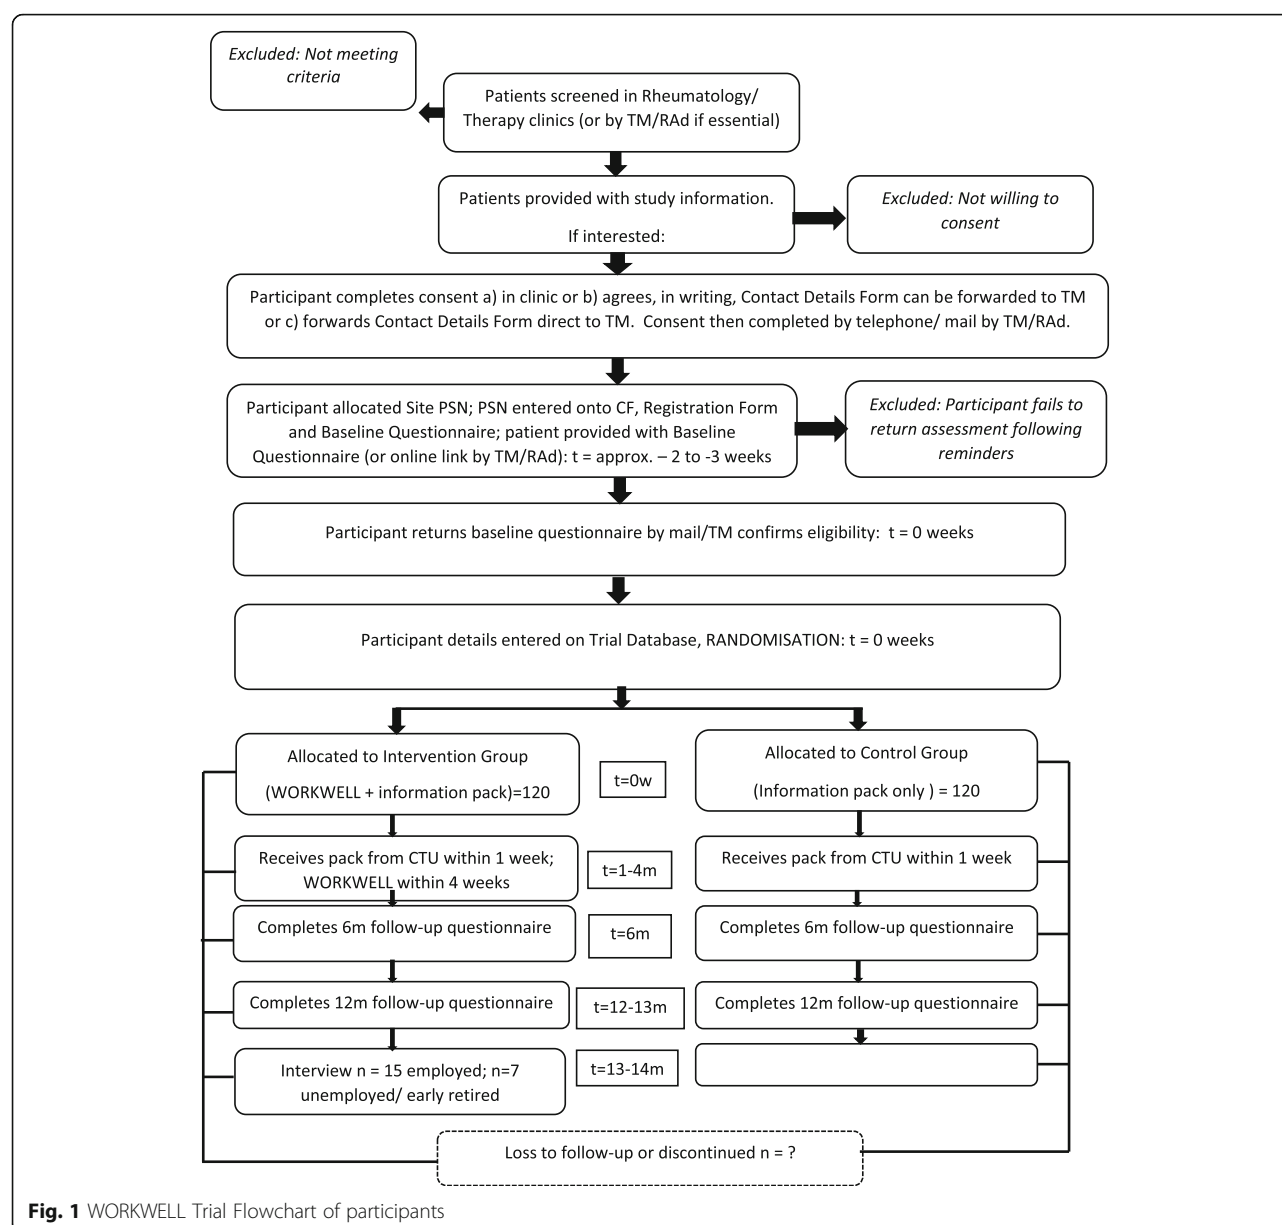 Excluded: Not meeting
criteria
Patients screened in Rheumatology/
Therapy clinics (or by TM/RAd if essential)
Patients provided with study information.
If interested:
Excluded: Not willing to
consent
Participant completes consent a) in clinic or b) agrees, in writing, Contact Details Form can be forwarded to TM
or c) forwards Contact Details Form direct to TM.  Consent then completed by telephone/ mail by TM/RAd.
Participant allocated Site PSN; PSN entered onto CF, Registration Form
and Baseline Questionnaire; patient provided with Baseline
Questionnaire (or online link by TM/RAd): t = approx. – 2 to -3 weeks
Excluded: Participant fails to
return assessment following
reminders
Participant returns baseline questionnaire by mail/TM confirms eligibility:  t = 0 weeks
Participant details entered on Trial Database, RANDOMISATION: t = 0 weeks
Allocated to Intervention Group
(WORKWELL + information pack)=120
t=0w
Allocated to Control Group
(Information pack only ) = 120
Receives pack from CTU within 1 week;
WORKWELL within 4 weeks
t=1-4m
Receives pack from CTU within 1 week
Completes 6m follow-up questionnaire
t=6m
Completes 6m follow-up questionnaire
Completes 12m follow-up questionnaire
t=12-13m
Completes 12m follow-up questionnaire
Interview n = 15 employed; n=7
unemployed/ early retired
t=13-14m
Loss to follow-up or discontinued n = ?
Fig. 1 WORKWELL Trial Flowchart of participants